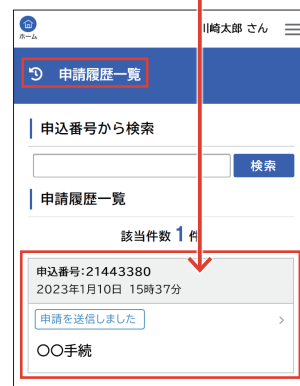 ホーム
川崎太郎 さん
申請履歴一覧
申込番号から検索
検索
申請履歴一覧
該当件数 1 件
申込番号:21443380
2023年1月10日 15時37分
申請を送信しました
〇〇手続